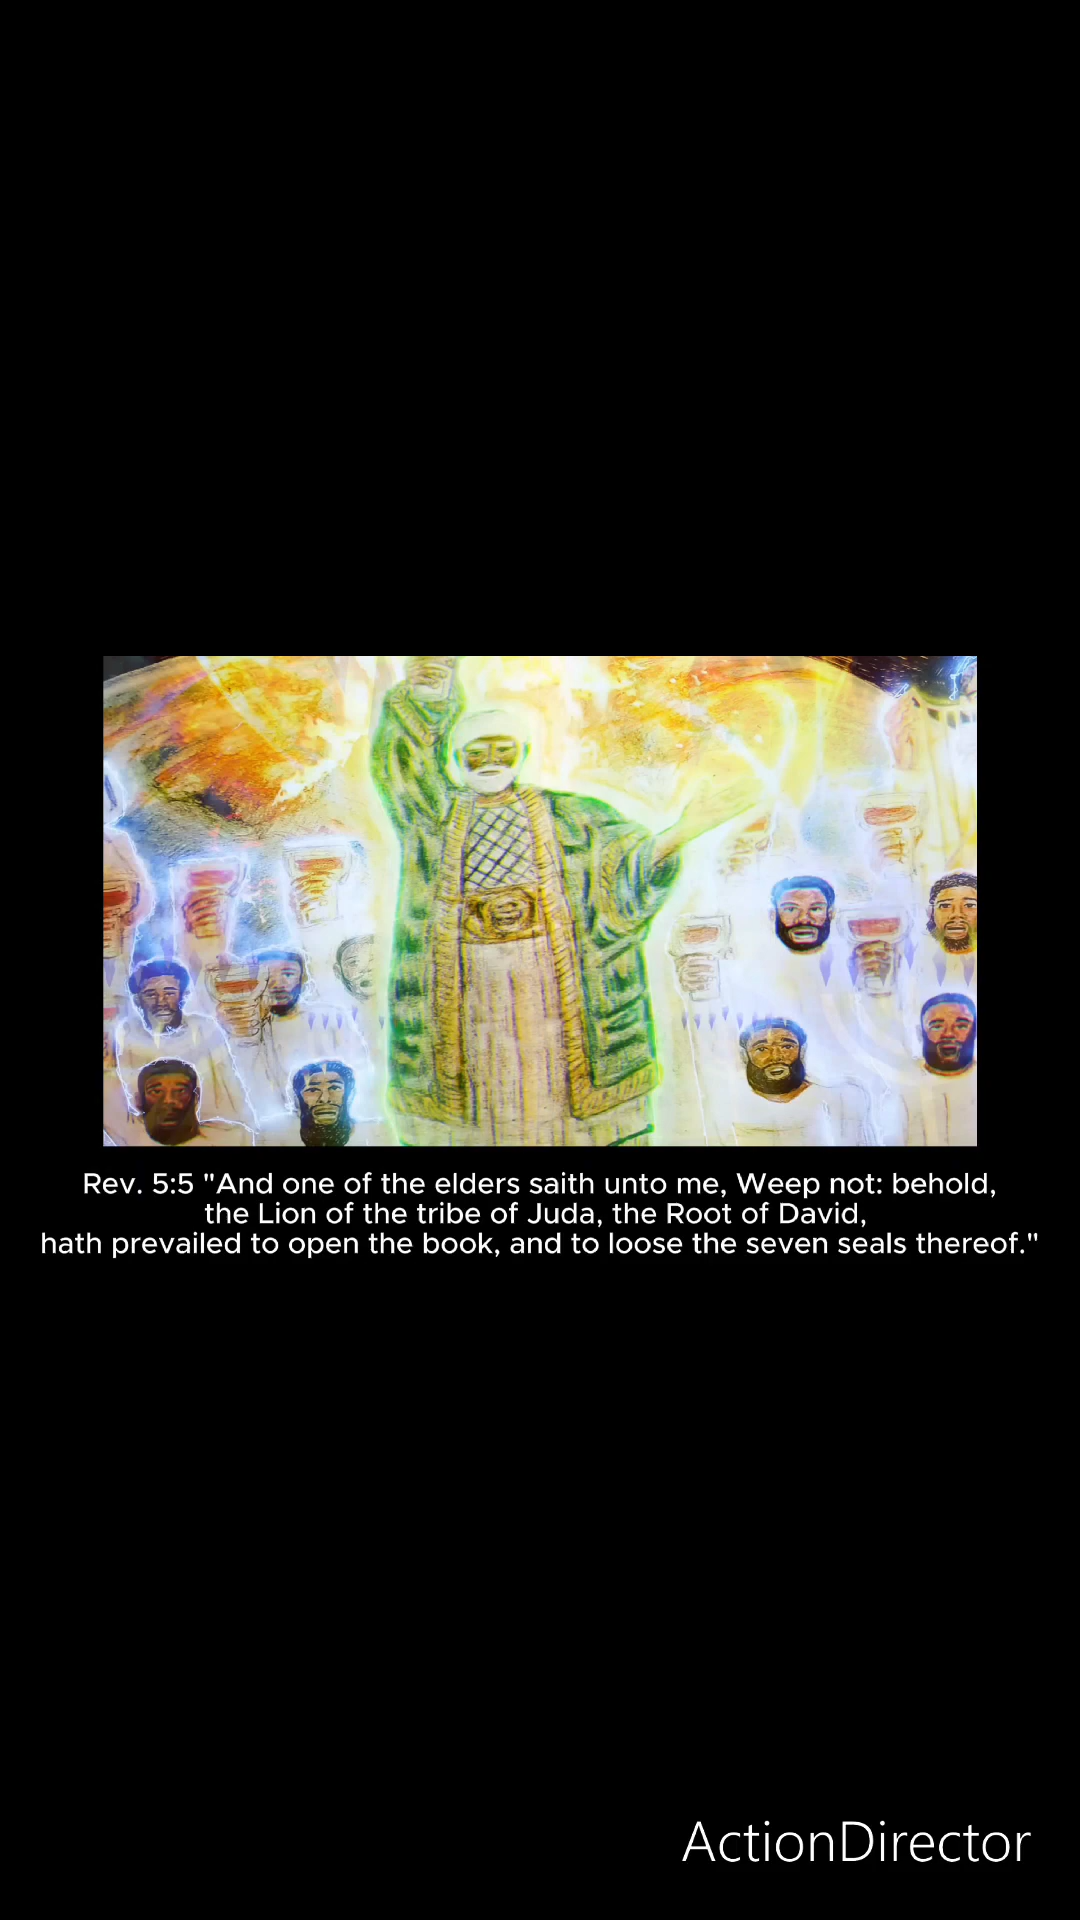 Rev. 5:5 "And one of the elders saith unto me, Weep not: behold,
the Lion of the tribe of Juda, the Root of David,
hath prevailed to open the book, and to loose the seven seals thereof."
ActionDirector